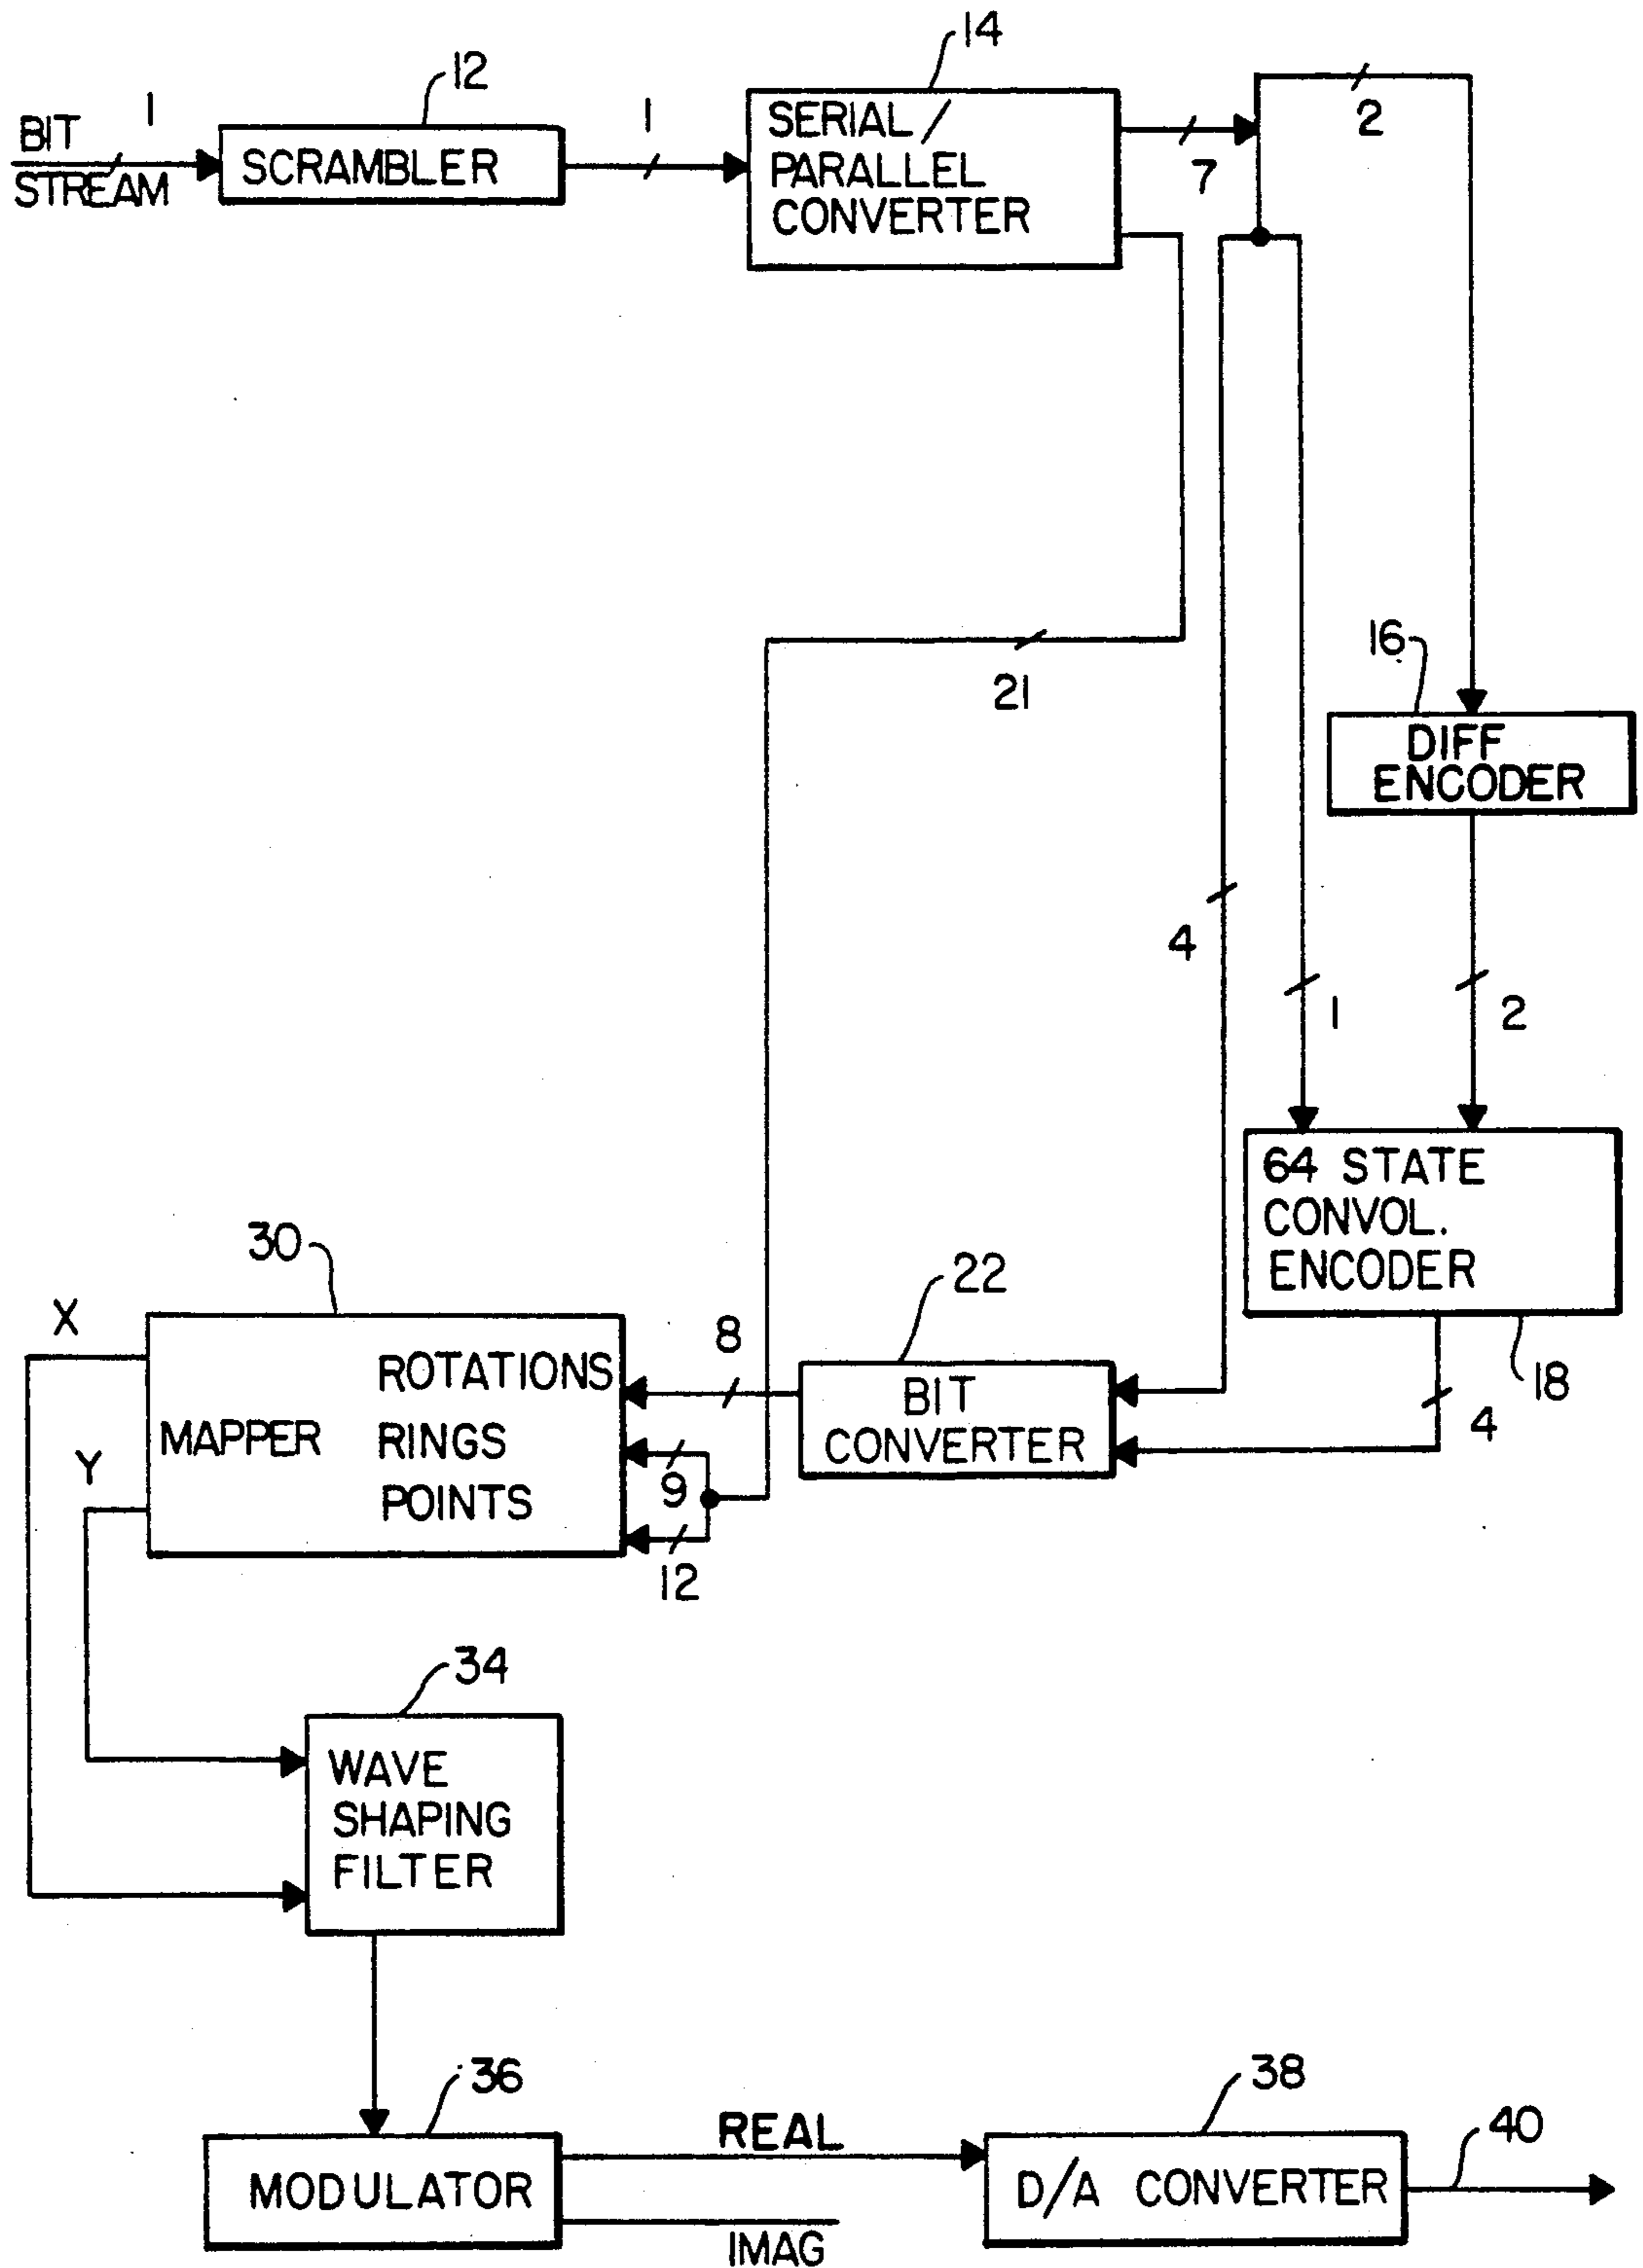 14
12
1
BIT
STREAM
SCRAMBLER
1
SERIAL/
PARALLEL
CONVERTER
7
2
21
16
DIFF
ENCODER
4
1
2
64 STATE
CONVOL.
ENCODER
18
4
30
22
8
BIT
CONVERTER
X
Y
MAPPER
ROTATIONS
RINGS
POINTS
9
12
34
WAVE
SHAPING
FILTER
36
MODULATOR
REAL
IMAG
38
D/A CONVERTER
40